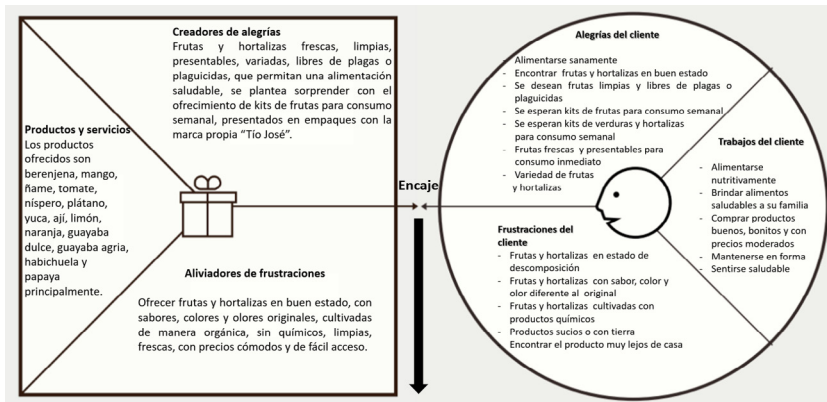 Creadores de alegrías
Frutas y hortalizas frescas, limpias,
presentables, variadas, libres de plagas o
plaguicidas, que permitan una alimentación
saludable, se plantea sorprender con el
ofrecimiento de kits de frutas para consumo
semanal, presentados en empaques con la
marca propia “Tío José”.
Productos y servicios
Los productos
ofrecidos son
berenjena, mango,
ñame, tomate,
níspero, plátano,
yuca, ají, limón,
naranja, guayaba
dulce, guayaba agria,
habichuela y
papaya
principalmente.
Aliviadores de frustraciones
Ofrecer frutas y hortalizas en buen estado, con
sabores, colores y olores originales, cultivadas
de manera orgánica, sin químicos, limpias,
frescas, con precios cómodos y de fácil acceso.
Encaje
Alegrías del cliente
- Alimentarse sanamente
- Encontrar frutas y hortalizas en buen estado
- Se desean frutas limpias y libres de plagas o
plaguicidas
- Se esperan kits de frutas para consumo semanal
- Se esperan kits de verduras y hortalizas
para consumo semanal
- Frutas frescas y presentables para
consumo inmediato
- Variedad de frutas
y hortalizas
Trabajos del cliente
- Alimentarse
nutritivamente
- Brindar alimentos
saludables a su familia
- Comprar productos
buenos, bonitos y con
precios moderados
- Mantenerse en forma
- Sentirse saludable
Frustraciones del
cliente
- Frutas y hortalizas en estado de
descomposición
- Frutas y hortalizas con sabor, color y
olor diferente al original
- Frutas y hortalizas cultivadas con
productos químicos
- Productos sucios o con tierra
Encontrar el producto muy lejos de casa